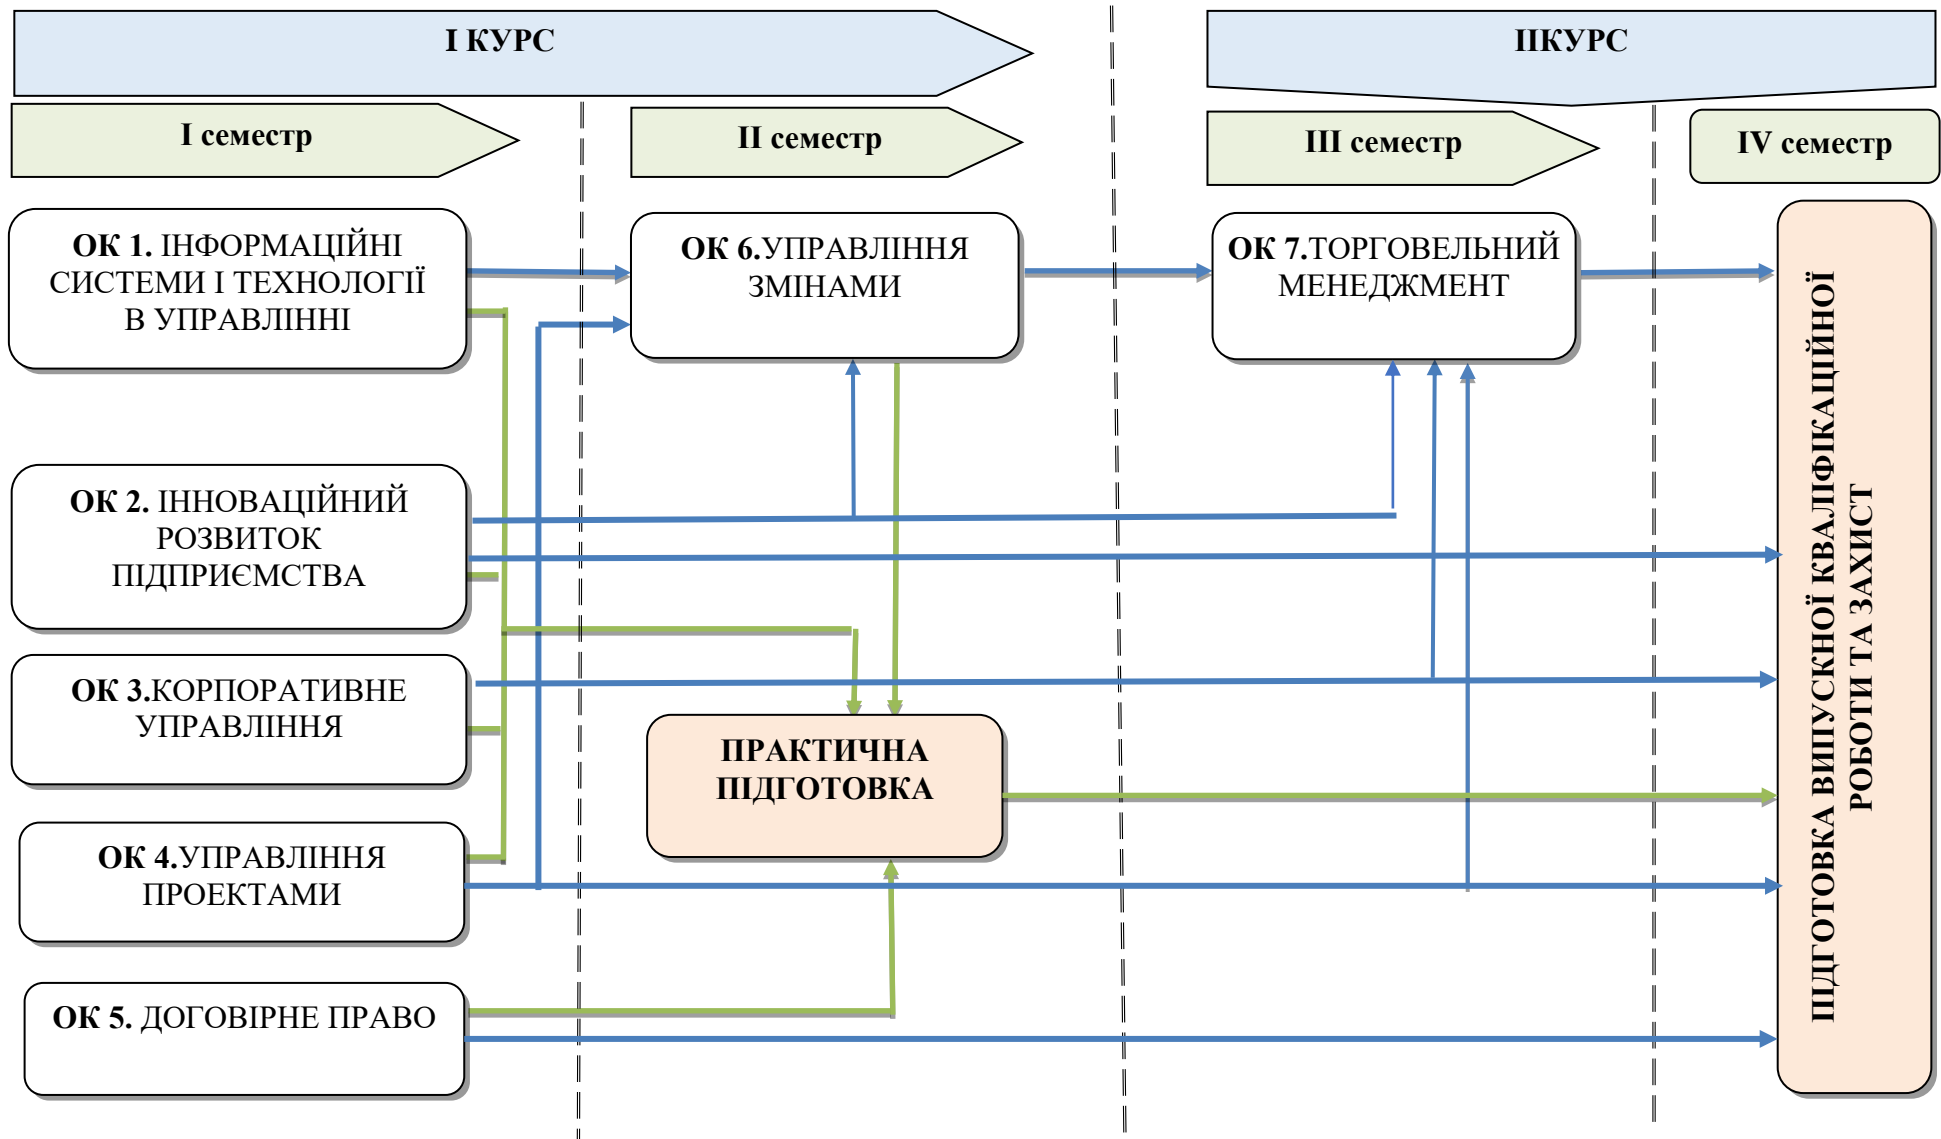 I КУРС
IIКУРС
I семестр
II семестр
III семестр
IV семестр
ОК 1. ІНФОРМАЦІЙНІ
СИСТЕМИ І ТЕХНОЛОГІЇ
В УПРАВЛІННІ
ОК 6.УПРАВЛІННЯ
ЗМІНАМИ
ОК 7.ТОРГОВЕЛЬНИЙ
МЕНЕДЖМЕНТ
ОК 2. ІННОВАЦІЙНИЙ
РОЗВИТОК
ПІДПРИЄМСТВА
ОК 3.КОРПОРАТИВНЕ
УПРАВЛІННЯ
ПРАКТИЧНА
ПІДГОТОВКА
ОК 4.УПРАВЛІННЯ
ПРОЕКТАМИ
ОК 5. ДОГОВІРНЕ ПРАВО
ПІДГОТОВКА ВИПУСКНОЇ КВАЛІФІКАЦІЙНОЇ
РОБОТИ ТА ЗАХИСТ